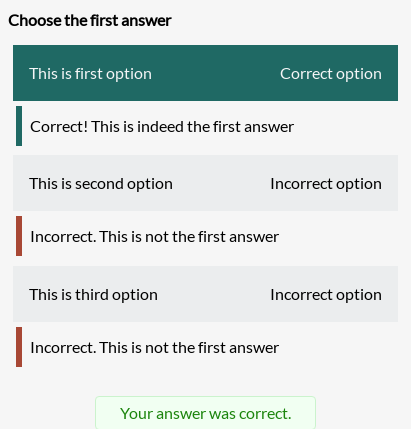 Choose the first answer
This is first option Correct option
Correct! This is indeed the first answer
This is second option Incorrect option
Incorrect. This is not the first answer
This is third option Incorrect option
Incorrect. This is not the first answer
Your answer was correct.